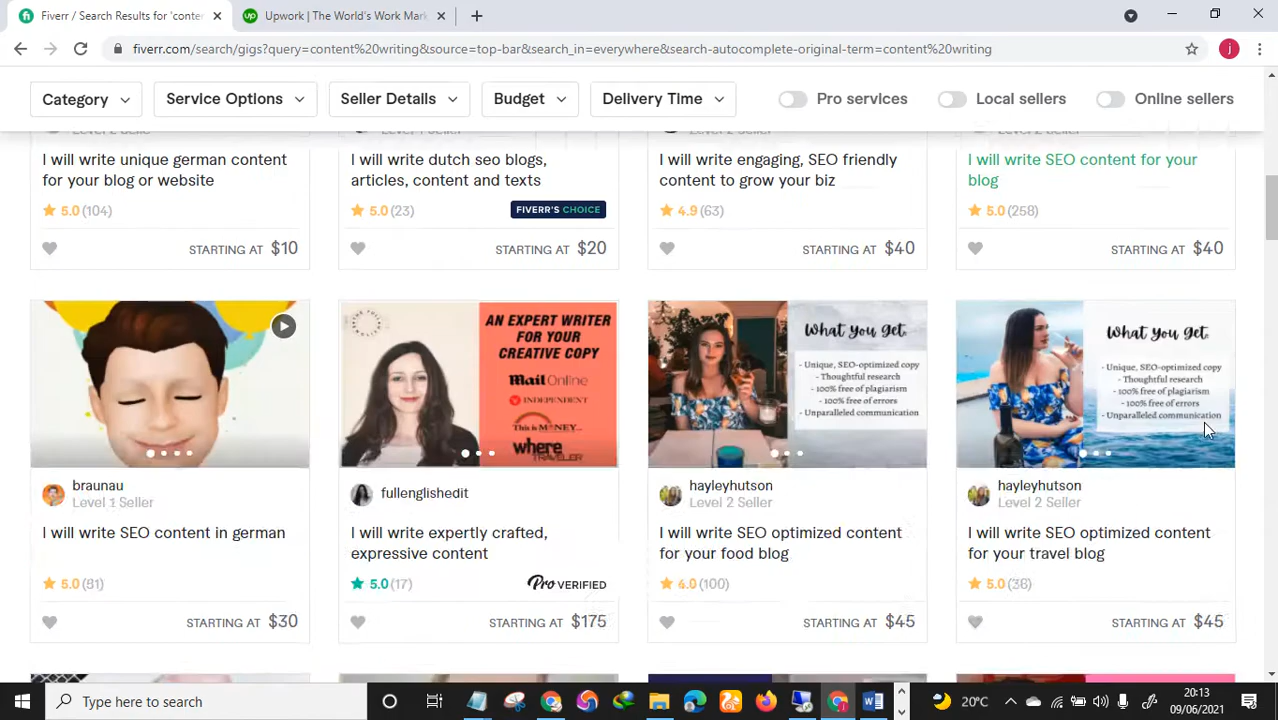 Fiverr / Search Results for 'conter
Upwork | The World's Work Mark
fiverr.com/search/gigs?query=content%20writing&source=top-bar&search_in=everywhere&search-autocomplete-original-term=content%20writing
j
Category
Service Options
Seller Details
Budget
Delivery Time
Pro services
Local sellers
Online sellers
I will write unique german content
for your blog or website
5.0 (104)
STARTING AT $10
I will write dutch seo blogs,
articles, content and texts
5.0 (23)
FIVERR'S CHOICE
STARTING AT $20
I will write engaging, SEO friendly
content to grow your biz
4.9 (63)
STARTING AT $40
I will write SEO content for your
blog
5.0 (258)
STARTING AT $40
braunau
Level 1 Seller
I will write SEO content in german
5.0 (81)
STARTING AT $30
AN EXPERT WRITER
FOR YOUR
CREATIVE COPY
Mail Online
INDEPENDENT
This is MONEY
where
TRAVELER
fullenglishedit
I will write expertly crafted,
expressive content
5.0 (17)
Pro VERIFIED
STARTING AT $175
What you get.
- Unique, SEO-optimized copy
- Thoughtful research
- 100% free of plagiarism
- 100% free of errors
- Unparalleled communication
hayleyhutson
Level 2 Seller
I will write SEO optimized content
for your food blog
4.0 (100)
STARTING AT $45
What you get.
- Unique, SEO-optimized copy
- Thoughtful research
- 100% free of plagiarism
- 100% free of errors
- Unparalleled communication
hayleyhutson
Level 2 Seller
I will write SEO optimized content
for your travel blog
5.0 (36)
STARTING AT $45
Type here to search
20°C
20:13
09/06/2021